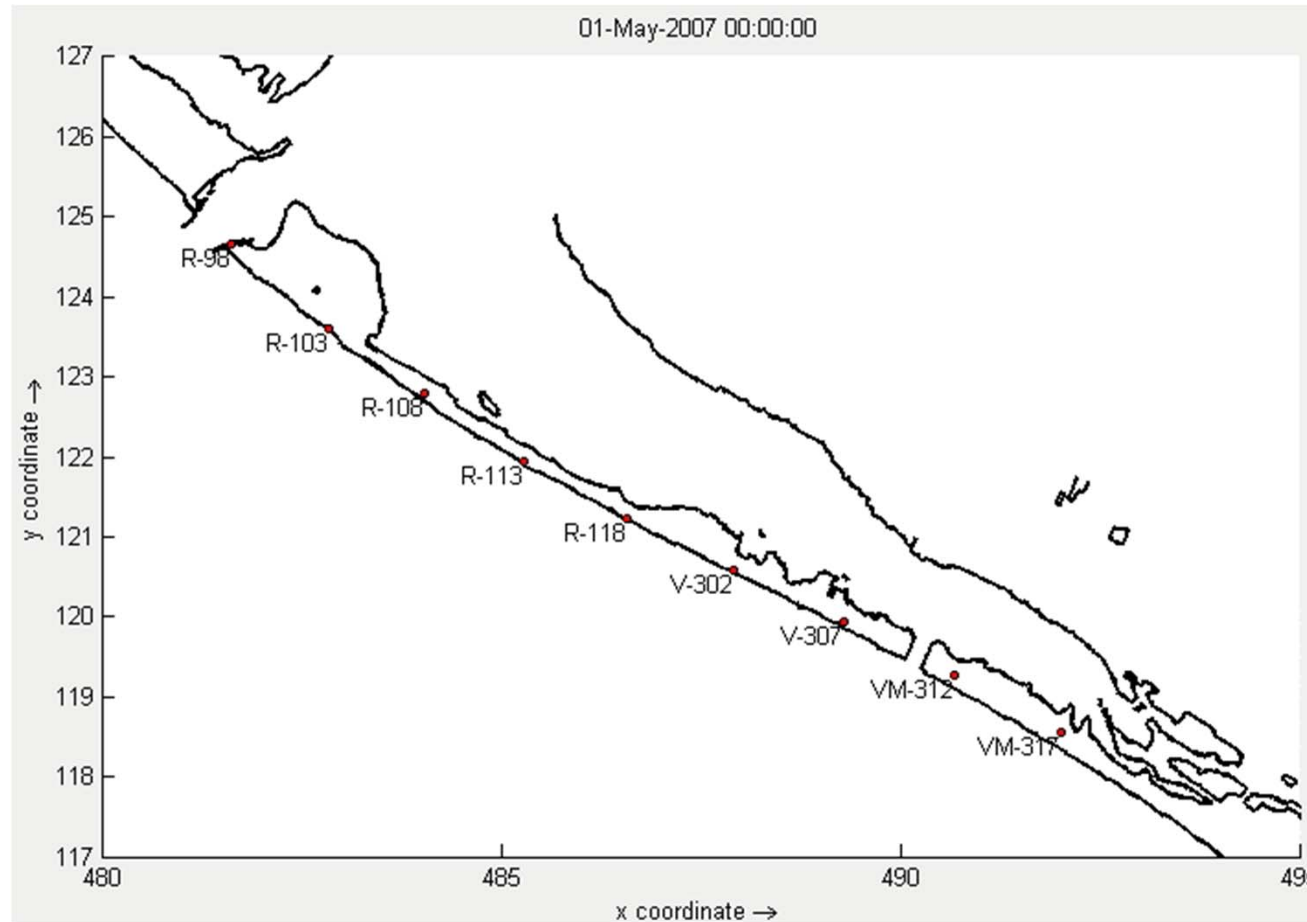 01-May-2007 00:00:00
127
126
125
124
123
122
121
120
119
118
117
y coordinate →
R-98
R-103
R-108
R-113
R-118
V-302
V-307
VM-312
VM-317
480
485
490
49
x coordinate →